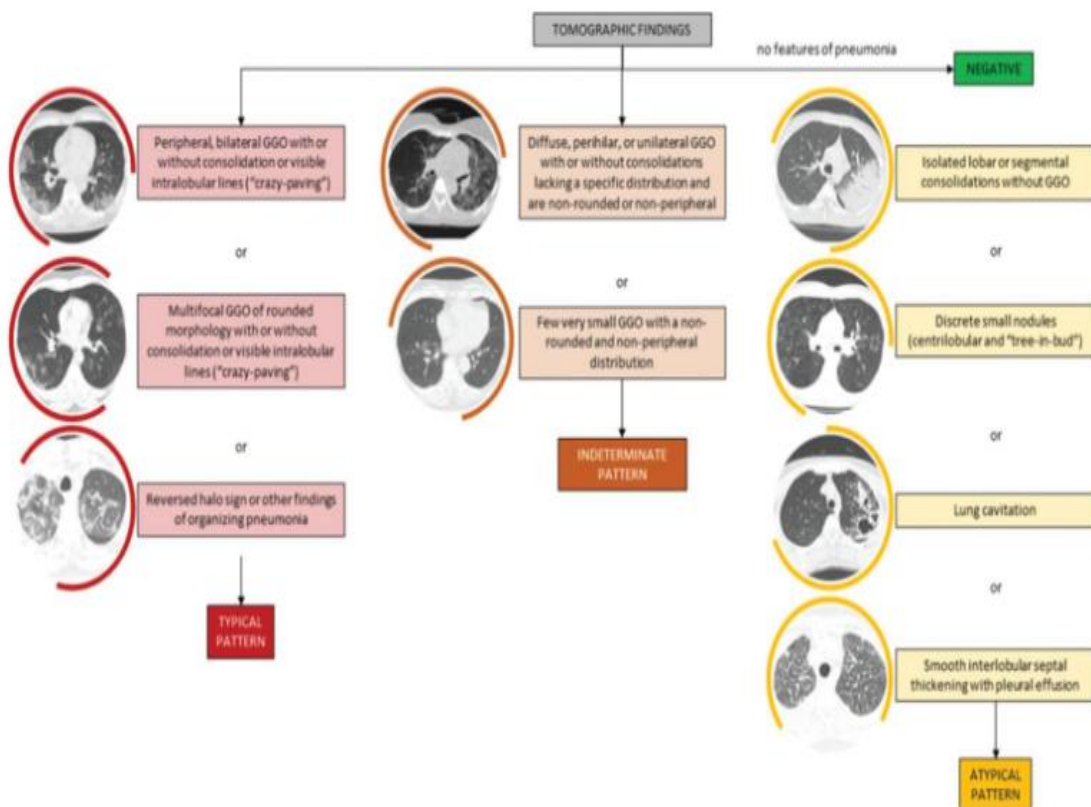 TOMOGRAPHIC FINDINGS
no features of pneumonia
NEGATIVE
Peripheral, bilateral GGO with or
without consolidation or visible
intralobular lines ("crazy-paving")
or
Multifocal GGO of rounded
morphology with or without
consolidation or visible intralobular
lines ("crazy-paving")
or
Reversed halo sign or other findings
of organizing pneumonia
TYPICAL
PATTERN
Diffuse, perihilar, or unilateral GGO
with or without consolidations
lacking a specific distribution and
are non-rounded or non-peripheral
or
Few very small GGO with a non-
rounded and non-peripheral
distribution
INDETERMINATE
PATTERN
Isolated lobar or segmental
consolidations without GGO
or
Discrete small nodules
(centrilobular and "tree-in-bud")
or
Lung cavitation
or
Smooth interlobular septal
thickening with pleural effusion
ATYPICAL
PATTERN